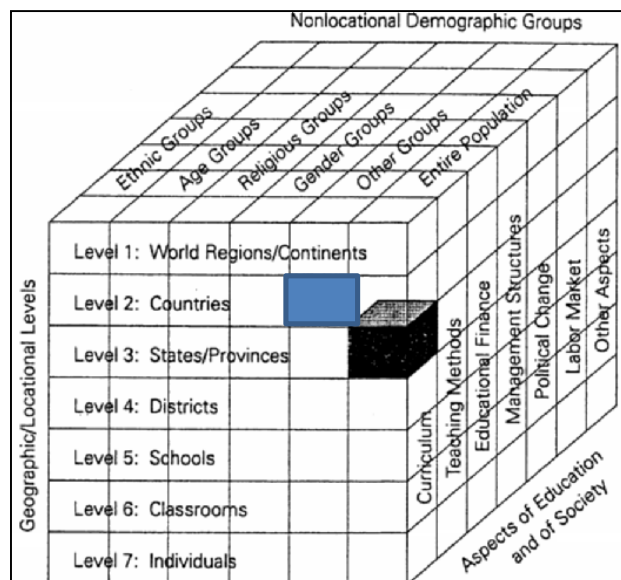 Nonlocational Demographic Groups
Ethnic Groups
Age Groups
Religious Groups
Gender Groups
Other Groups
Entire Population
Geographic/Locational Levels
Level 1: World Regions/Continents
Level 2: Countries
Level 3: States/Provinces
Level 4: Districts
Level 5: Schools
Level 6: Classrooms
Level 7: Individuals
Curriculum
Teaching Methods
Educational Finance
Management Structures
Political Change
Labor Market
Other Aspects
Aspects of Education
and of Society